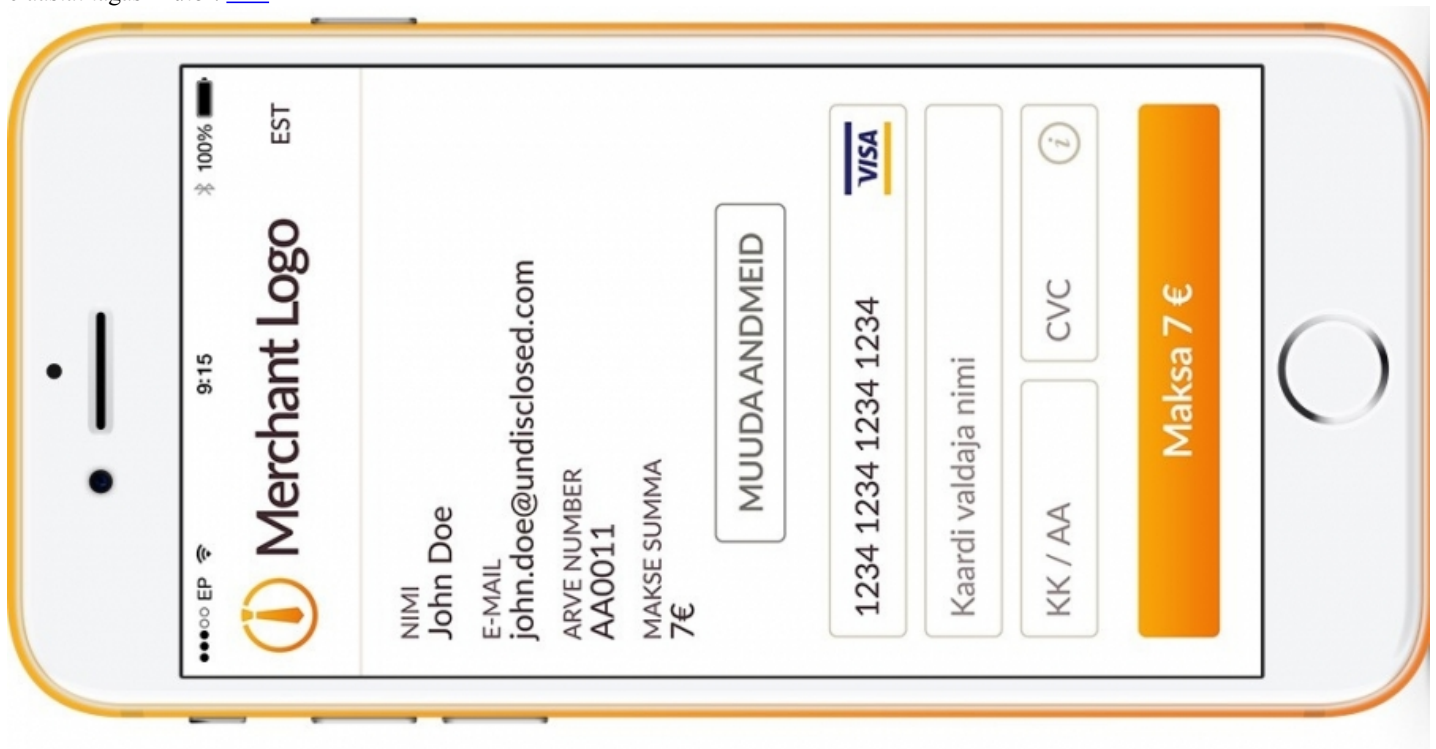 ●●●○○ EP 9:15 100%
Merchant Logo EST
NIMI
John Doe
E-MAIL
john.doe@undisclosed.com
ARVE NUMBER
AA0011
MAKSE SUMMA
7€
MUUDA ANDMEID
1234 1234 1234 1234 VISA
Kaardi valdaja nimi
KK / AA CVC i
Maksa 7 €